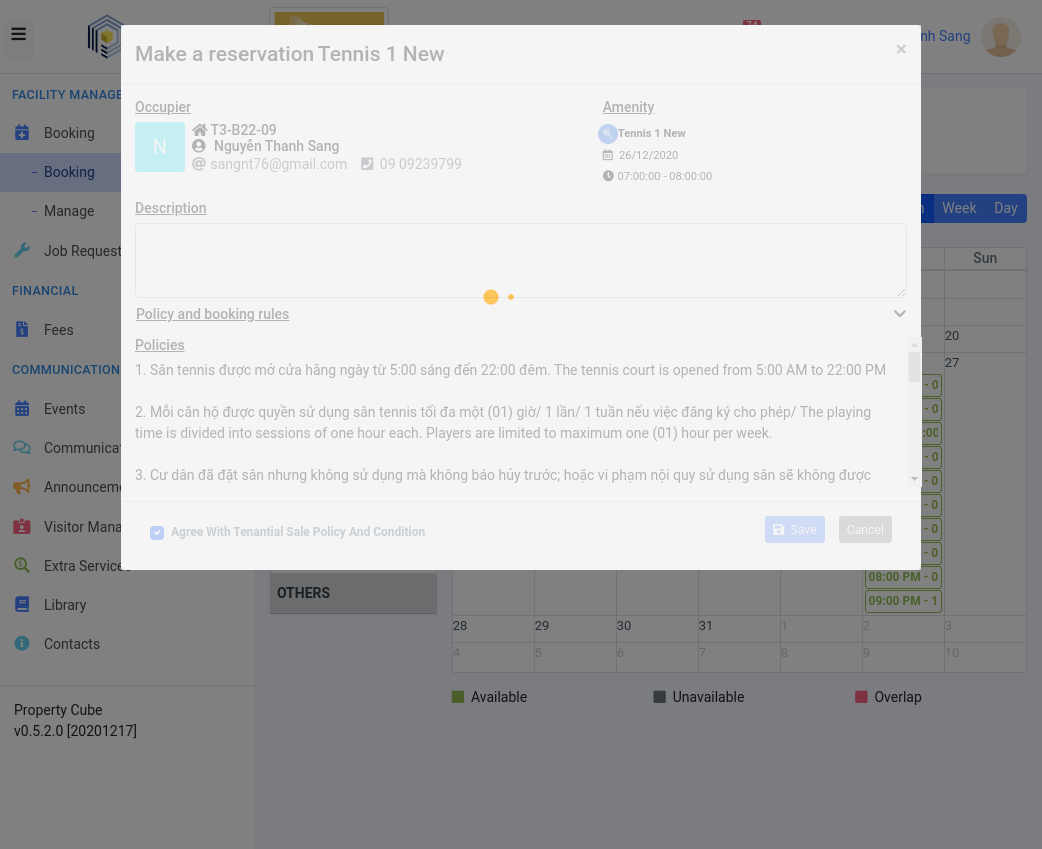 74
nh Sang
Make a reservation Tennis 1 New
×
FACILITY MANAGE
Booking
Booking
Manage
Job Request
FINANCIAL
Fees
COMMUNICATION
Events
Communicat
Announceme
Visitor Mana
Extra Service
Library
Contacts
Property Cube
v0.5.2.0 [20201217]
Occupier
N
T3-B22-09
Nguyễn Thanh Sang
sangnt76@gmail.com 09 09239799
Amenity
Tennis 1 New
26/12/2020
07:00:00 - 08:00:00
Description
Policy and booking rules
Policies
1. Sân tennis được mở cửa hằng ngày từ 5:00 sáng đến 22:00 đêm. The tennis court is opened from 5:00 AM to 22:00 PM
2. Mỗi căn hộ được quyền sử dụng sân tennis tối đa một (01) giờ/ 1 lần/ 1 tuần nếu việc đăng ký cho phép/ The playing
time is divided into sessions of one hour each. Players are limited to maximum one (01) hour per week.
3. Cư dân đã đặt sân nhưng không sử dụng mà không báo hủy trước; hoặc vi phạm nội quy sử dụng sân sẽ không được
Agree With Tenantial Sale Policy And Condition
Save Cancel
Week Day
Sun
20
27
- 0
:00
- 0
- 0
- 0
- 0
- 0
- 0
08:00 PM - 0
09:00 PM - 1
OTHERS
28 29 30 31 1 2 3
4 5 6 7 8 9 10
Available Unavailable Overlap